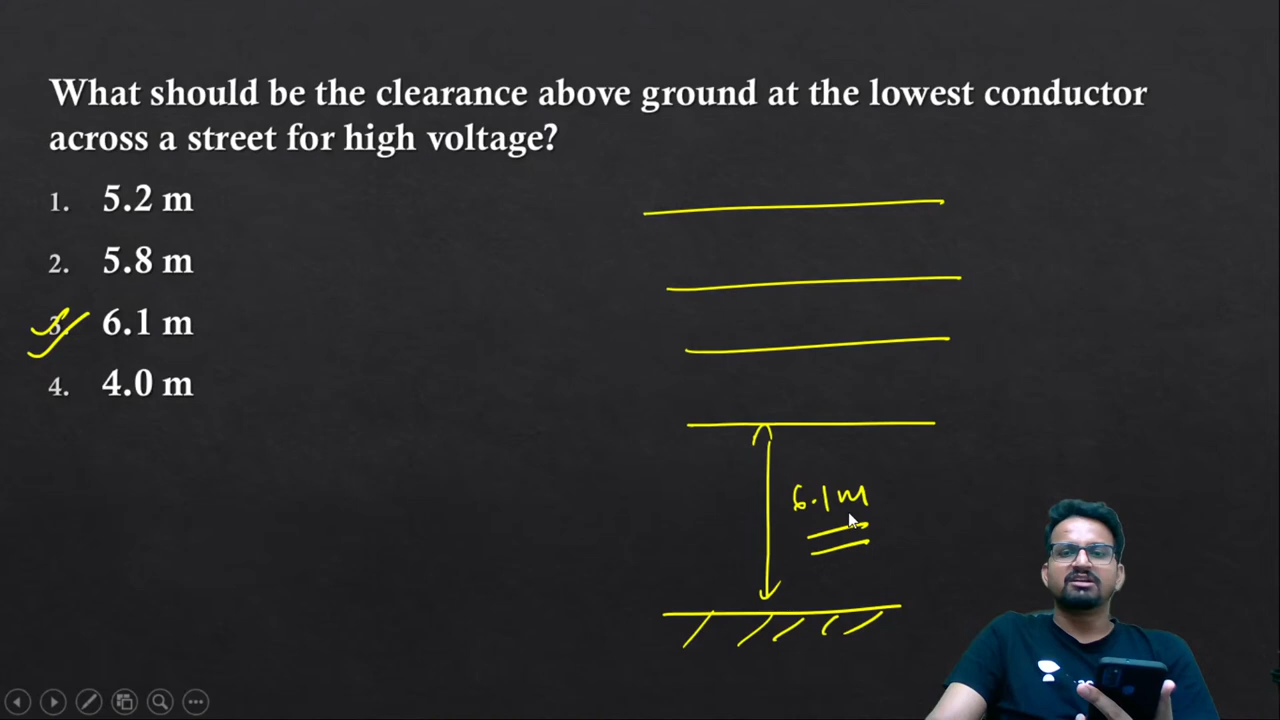 What should be the clearance above ground at the lowest conductor
across a street for high voltage?
1. 5.2 m
2. 5.8 m
3. 6.1 m
4. 4.0 m
6.1m